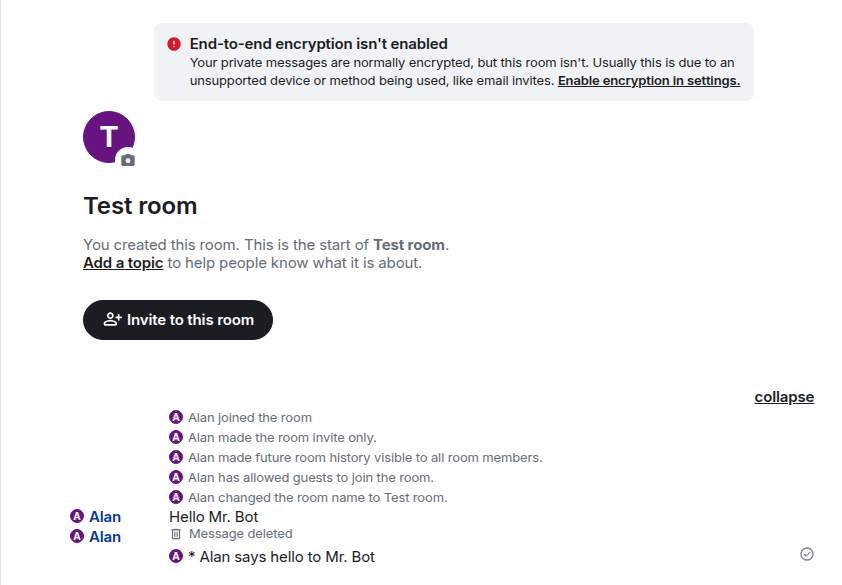 End-to-end encryption isn't enabled
Your private messages are normally encrypted, but this room isn't. Usually this is due to an
unsupported device or method being used, like email invites. Enable encryption in settings.
T
Test room
You created this room. This is the start of Test room.
Add a topic to help people know what it is about.
Invite to this room
collapse
A Alan joined the room
A Alan made the room invite only.
A Alan made future room history visible to all room members.
A Alan has allowed guests to join the room.
A Alan changed the room name to Test room.
A Alan Hello Mr. Bot
A Alan Message deleted
A * Alan says hello to Mr. Bot